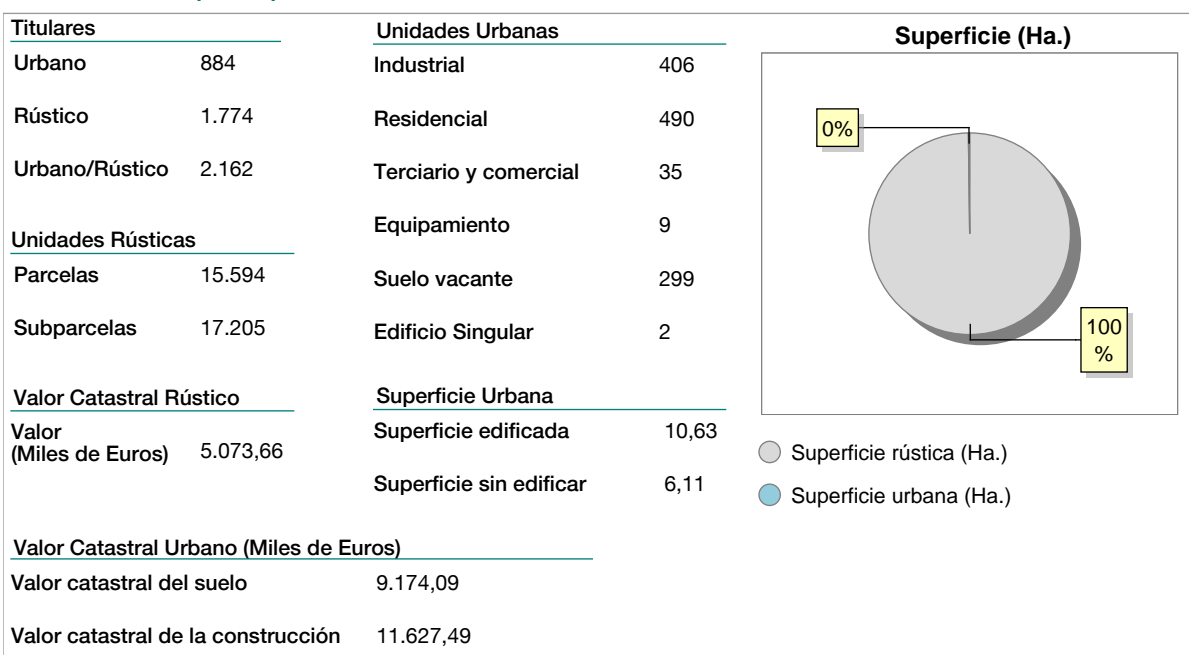 Titulares
Urbano 884
Rústico 1.774
Urbano/Rústico 2.162
Unidades Rústicas
Parcelas 15.594
Subparcelas 17.205
Valor Catastral Rústico
Valor
(Miles de Euros) 5.073,66
Unidades Urbanas
Industrial 406
Residencial 490
Terciario y comercial 35
Equipamiento 9
Suelo vacante 299
Edificio Singular 2
Superficie Urbana
Superficie edificada 10,63
Superficie sin edificar 6,11
Valor Catastral Urbano (Miles de Euros)
Valor catastral del suelo 9.174,09
Valor catastral de la construcción 11.627,49
Superficie (Ha.)
0%
100
%
Superficie rústica (Ha.)
Superficie urbana (Ha.)